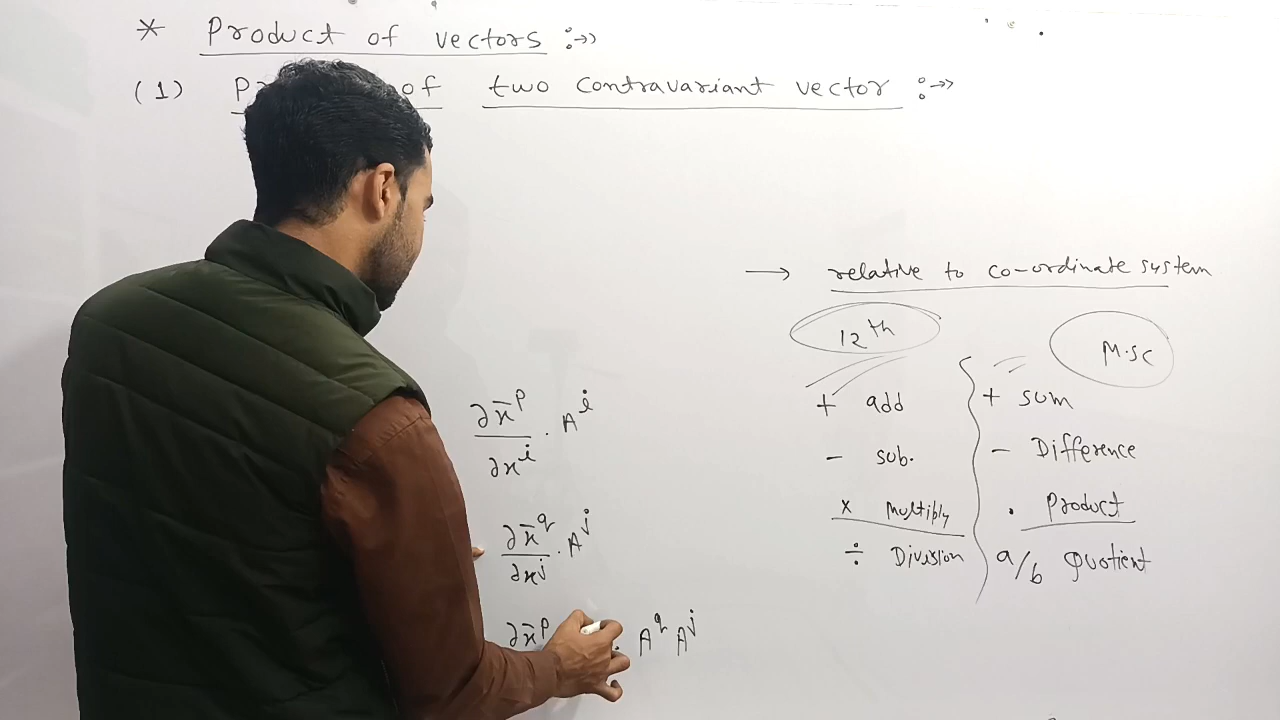 * Product of vectors :->>
(1) of two contravariant vector :->>
→ relative to co-ordinate system
12th
M.SC
+ add
+ sum
- sub.
- Difference
× Multiply
. Product
÷ Division
a/b Quotient
∂x̄^p/∂x^i . A^i
∂x̄^q/∂x^j . A^j
∂x̄^p . A^q A^j